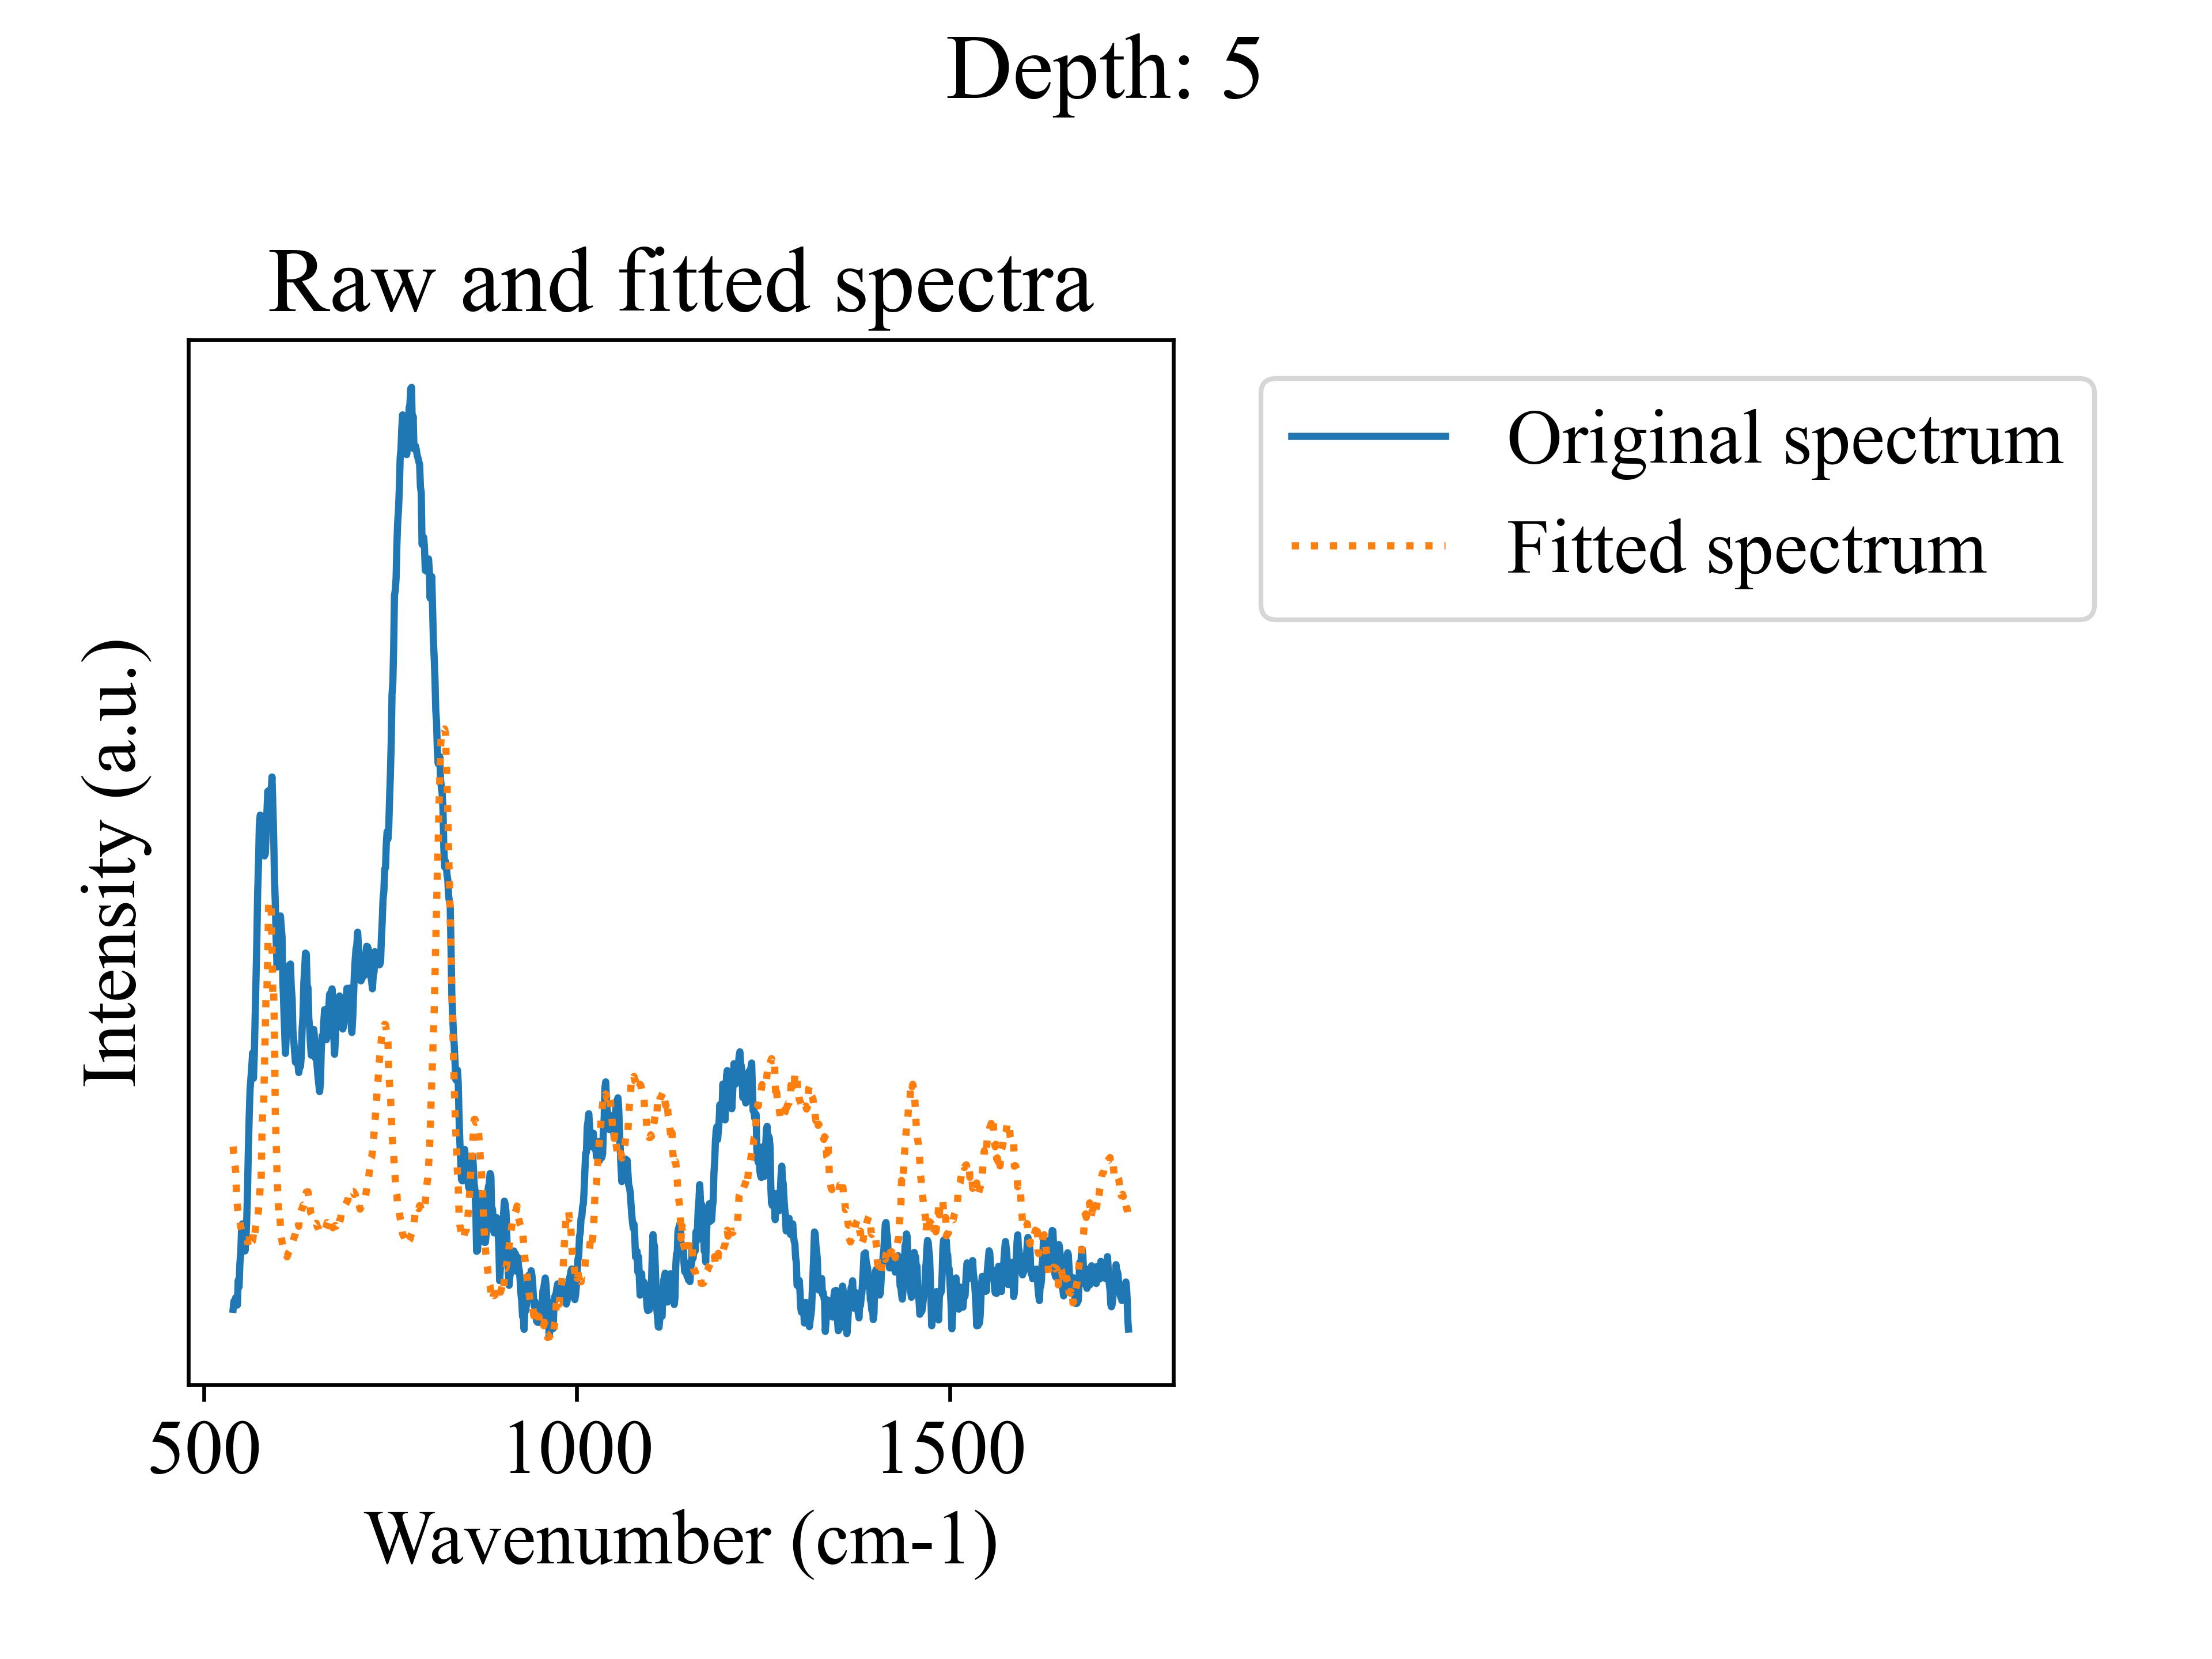 Depth: 5
Raw and fitted spectra
Original spectrum
Fitted spectrum
Intensity (a.u.)
500 1000 1500
Wavenumber (cm-1)